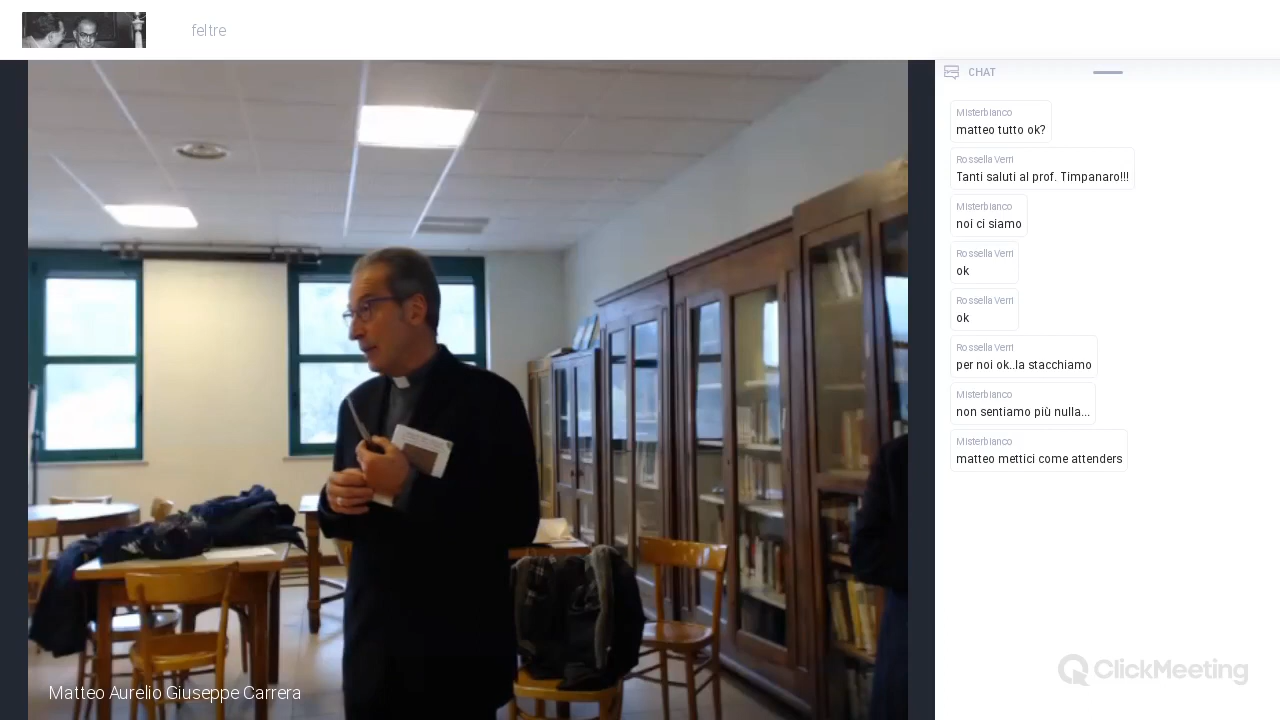 feltre
CHAT
Misterbianco
matteo tutto ok?
Rossella Verri
Tanti saluti al prof. Timpanaro!!!
Misterbianco
noi ci siamo
Rossella Verri
ok
Rossella Verri
ok
Rossella Verri
per noi ok..la stacchiamo
Misterbianco
non sentiamo più nulla...
Misterbianco
matteo mettici come attenders
ClickMeeting
Matteo Aurelio Giuseppe Carrera